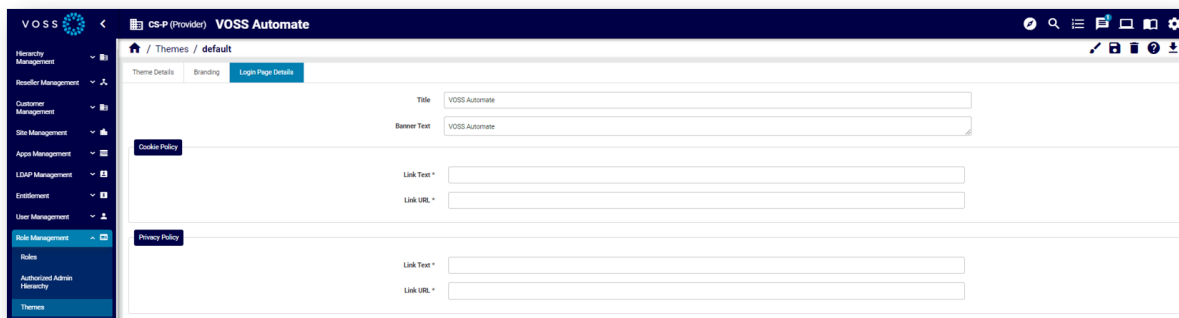 VOSS
CS-P (Provider) VOSS Automate
/ Themes / default
Hierarchy
Management
Reseller Management
Customer
Management
Site Management
Apps Management
LDAP Management
Entitlement
User Management
Role Management
Roles
Authorized Admin
Hierarchy
Themes
Theme Details Branding Login Page Details
Title VOSS Automate
Banner Text VOSS Automate
Cookie Policy
Link Text *
Link URL *
Privacy Policy
Link Text *
Link URL *